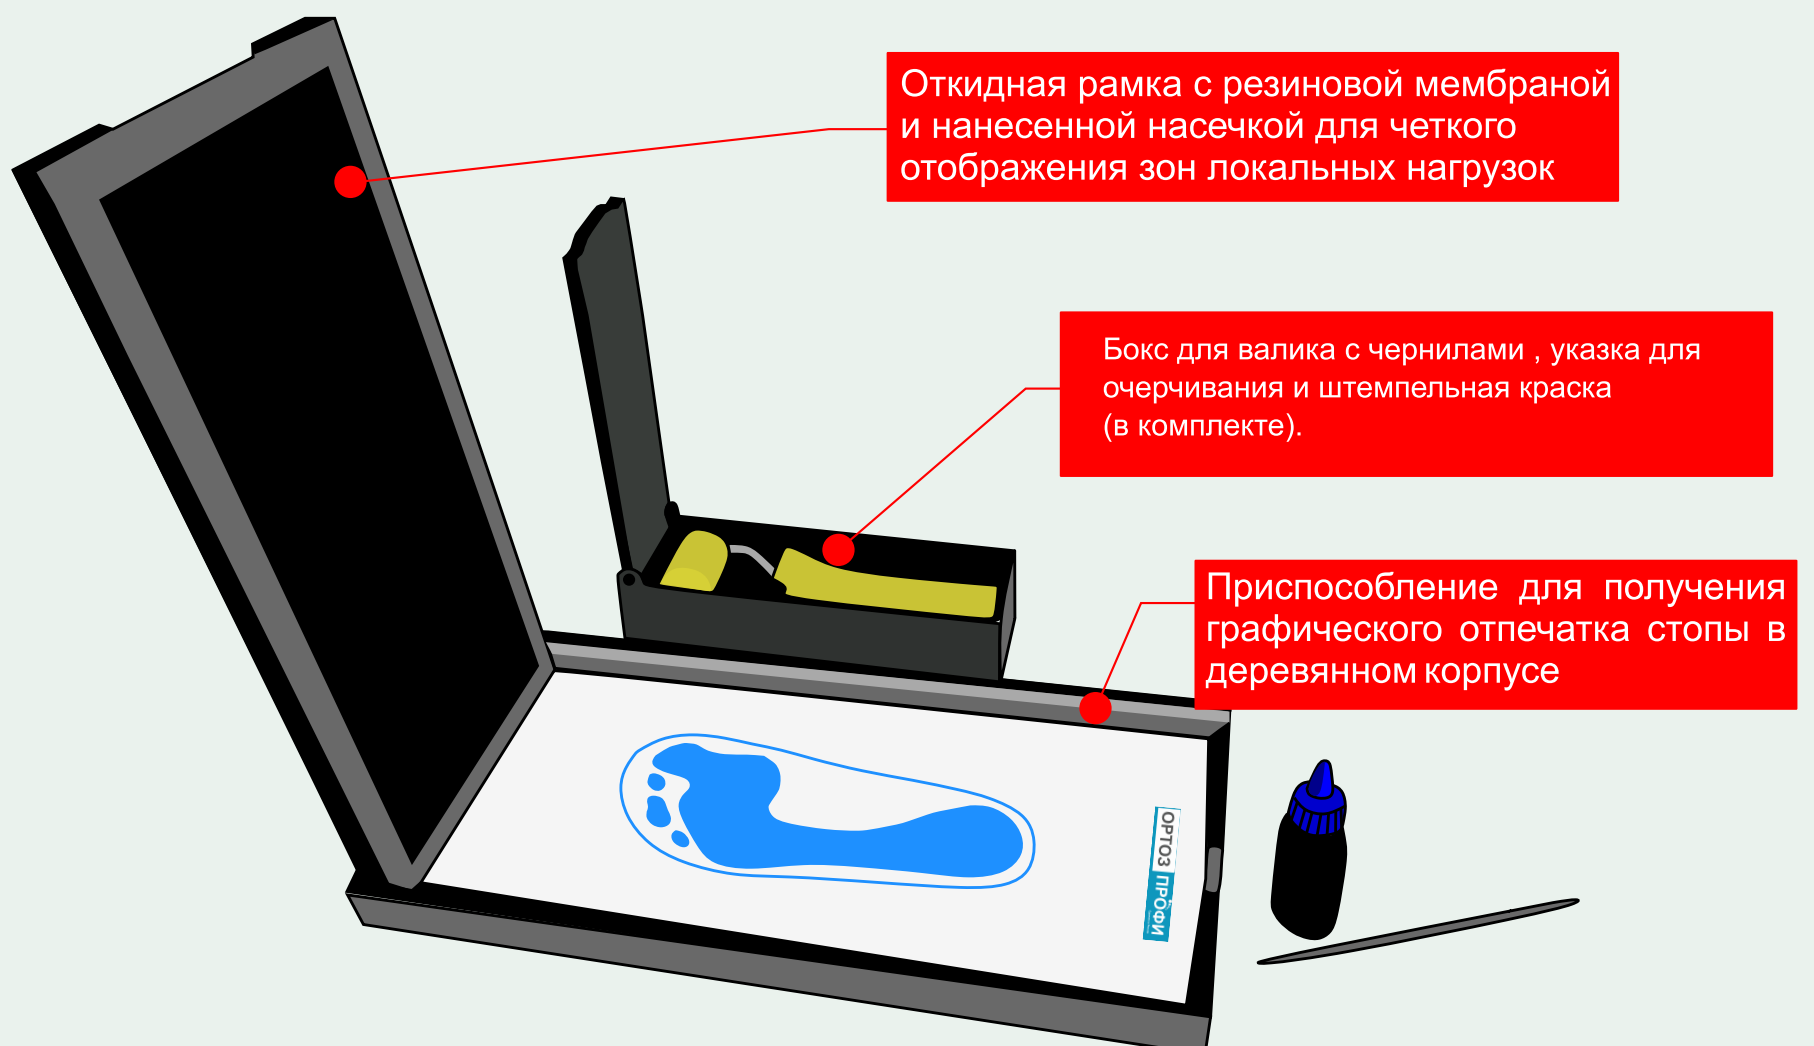 Откидная рамка с резиновой мембраной
и нанесенной насечкой для четкого
отображения зон локальных нагрузок
Бокс для валика с чернилами , указка для
очерчивания и штемпельная краска
(в комплекте).
Приспособление для получения
графического отпечатка стопы в
деревянном корпусе
ОРТОЗ ПРОФИ